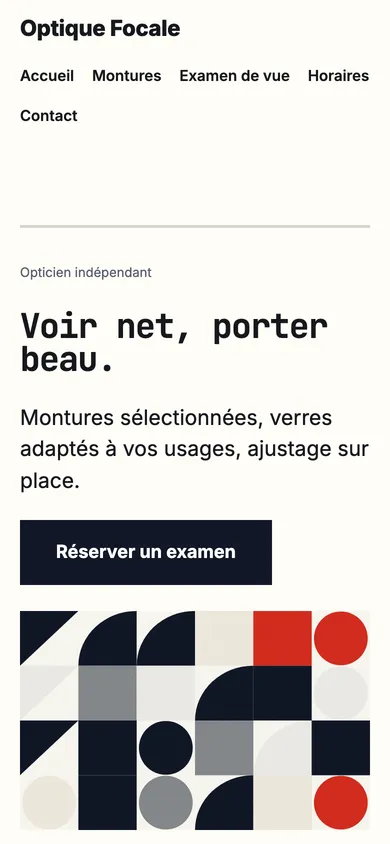 Optique Focale
Accueil Montures Examen de vue Horaires
Contact
Opticien indépendant
Voir net, porter
beau.
Montures sélectionnées, verres
adaptés à vos usages, ajustage sur
place.
Réserver un examen